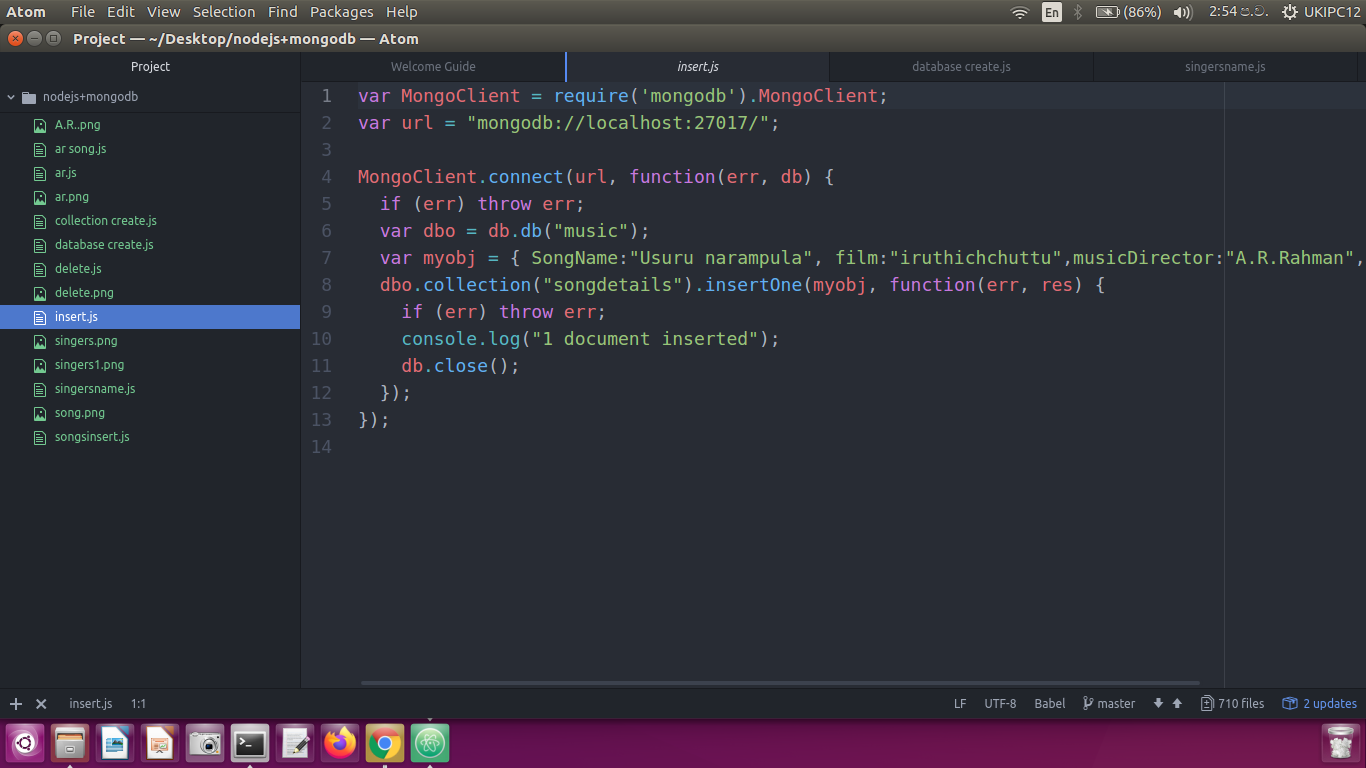 Atom File Edit View Selection Find Packages Help En (86%) 2:54 ප.ව. UKIPC12
Project — ~/Desktop/nodejs+mongodb — Atom
Project
nodejs+mongodb
A.R..png
ar song.js
ar.js
ar.png
collection create.js
database create.js
delete.js
delete.png
insert.js
singers.png
singers1.png
singersname.js
song.png
songsinsert.js
Welcome Guide insert.js database create.js singersname.js
1 var MongoClient = require('mongodb').MongoClient;
2 var url = "mongodb://localhost:27017/";
3
4 MongoClient.connect(url, function(err, db) {
5 if (err) throw err;
6 var dbo = db.db("music");
7 var myobj = { SongName:"Usuru narampula", film:"iruthichchuttu",musicDirector:"A.R.Rahman",
8 dbo.collection("songdetails").insertOne(myobj, function(err, res) {
9 if (err) throw err;
10 console.log("1 document inserted");
11 db.close();
12 });
13 });
14
insert.js 1:1 LF UTF-8 Babel master 710 files 2 updates